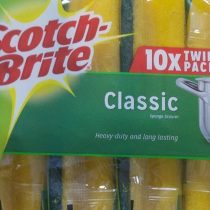 Scotch-
Brite
10x TWIN
PACK
Classic
Sponge Scourer
Heavy duty and long lasting